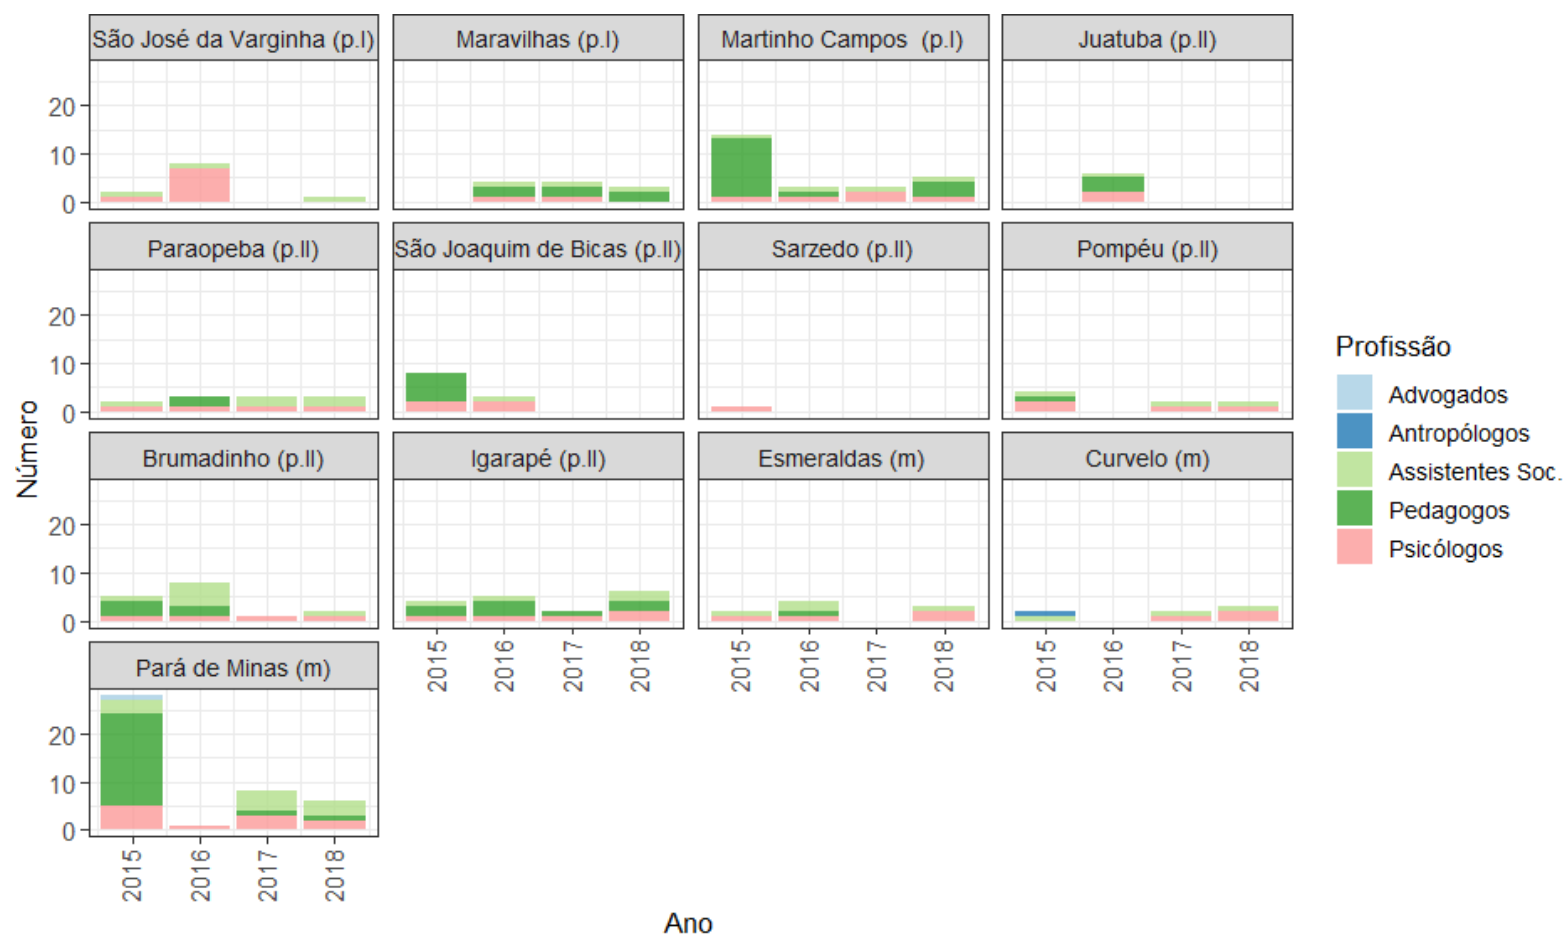 São José da Varginha (p.I)
Maravilhas (p.I)
Martinho Campos  (p.I)
Juatuba (p.II)
20
10
0
Paraopeba (p.II)
São Joaquim de Bicas (p.II)
Sarzedo (p.II)
Pompéu (p.II)
20
10
0
Brumadinho (p.II)
Igarapé (p.II)
Esmeraldas (m)
Curvelo (m)
20
10
0
2015 2016 2017 2018
2015 2016 2017 2018
2015 2016 2017 2018
Pará de Minas (m)
20
10
0
2015 2016 2017 2018
Número
Ano
Profissão
Advogados
Antropólogos
Assistentes Soc.
Pedagogos
Psicólogos